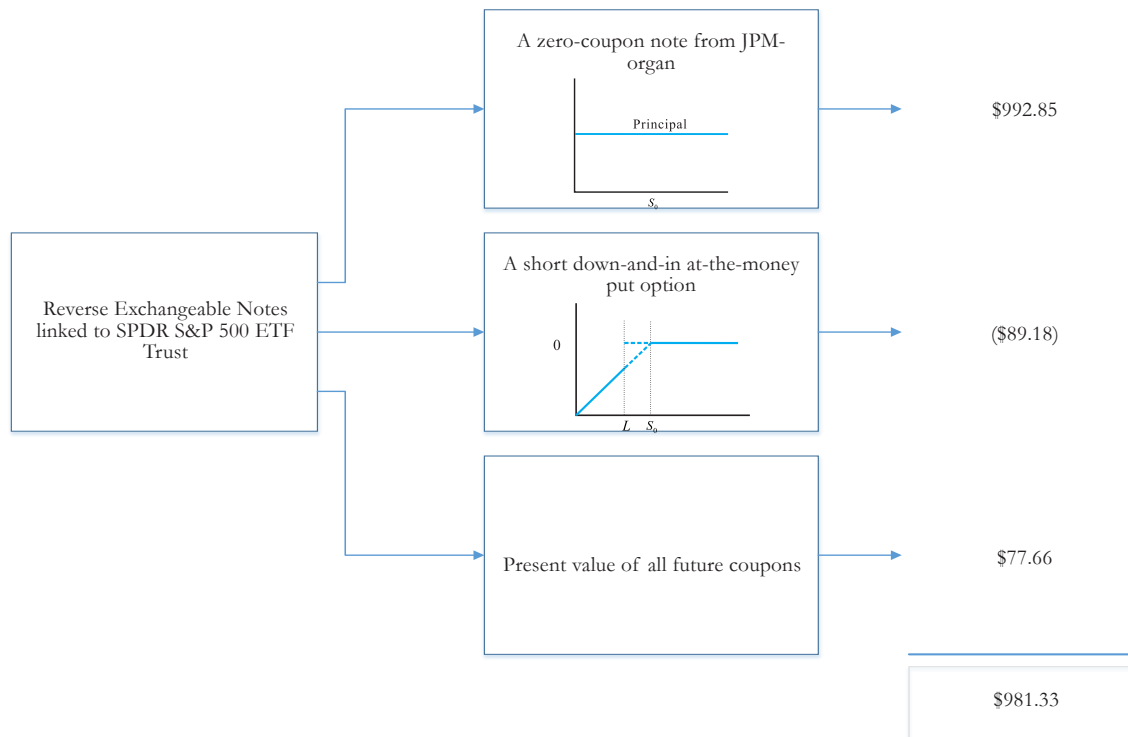 A zero-coupon note from JPM-
organ
Principal
S₀
$992.85
Reverse Exchangeable Notes
linked to SPDR S&P 500 ETF
Trust
A short down-and-in at-the-money
put option
0
L S₀
($89.18)
Present value of all future coupons
$77.66
$981.33